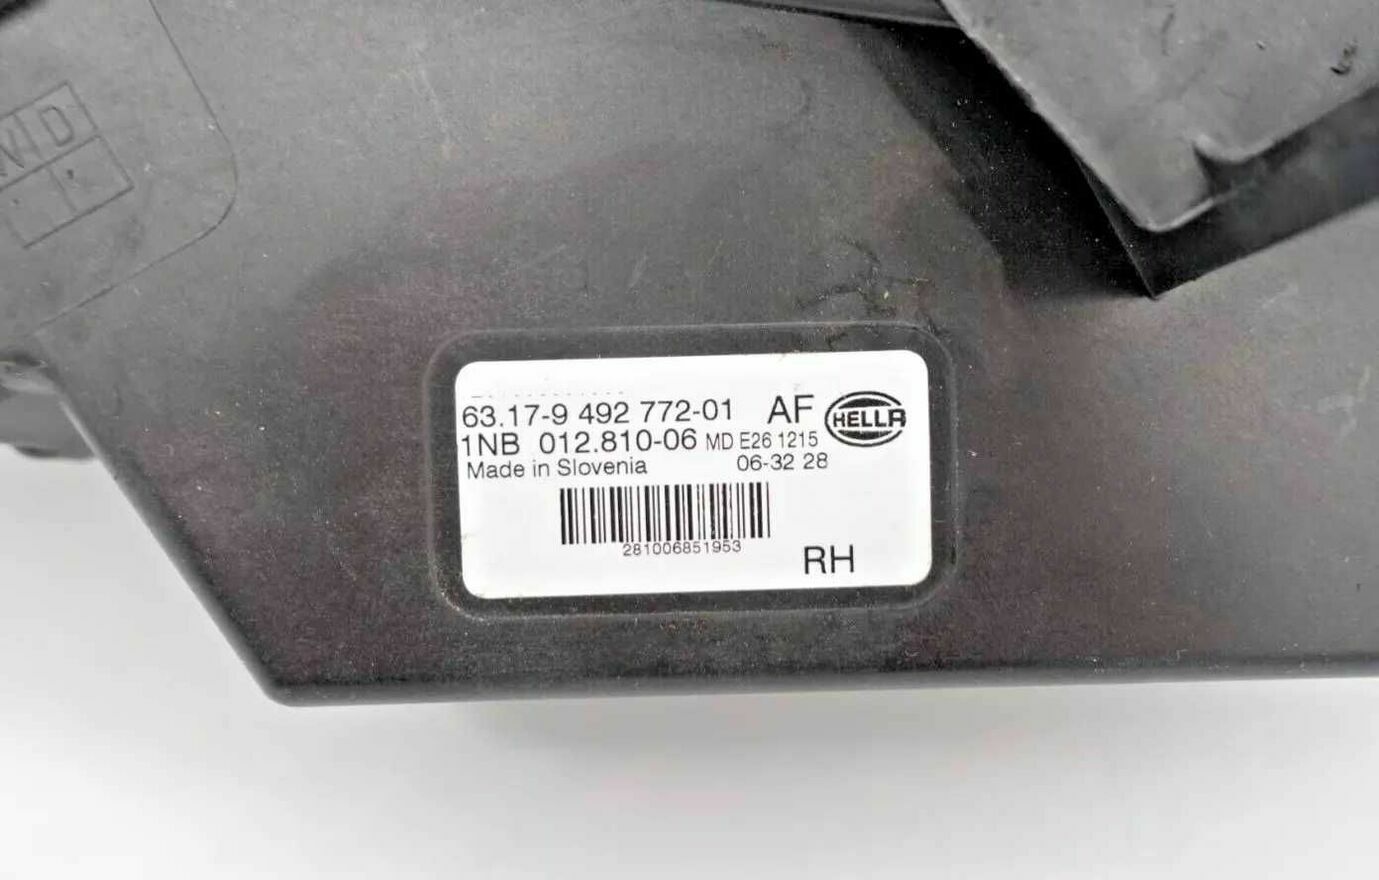 MD
63.17-9 492 772-01 AF HELLA
1NB 012.810-06 MD E26 1215
Made in Slovenia 06-32 28
281006851953
RH